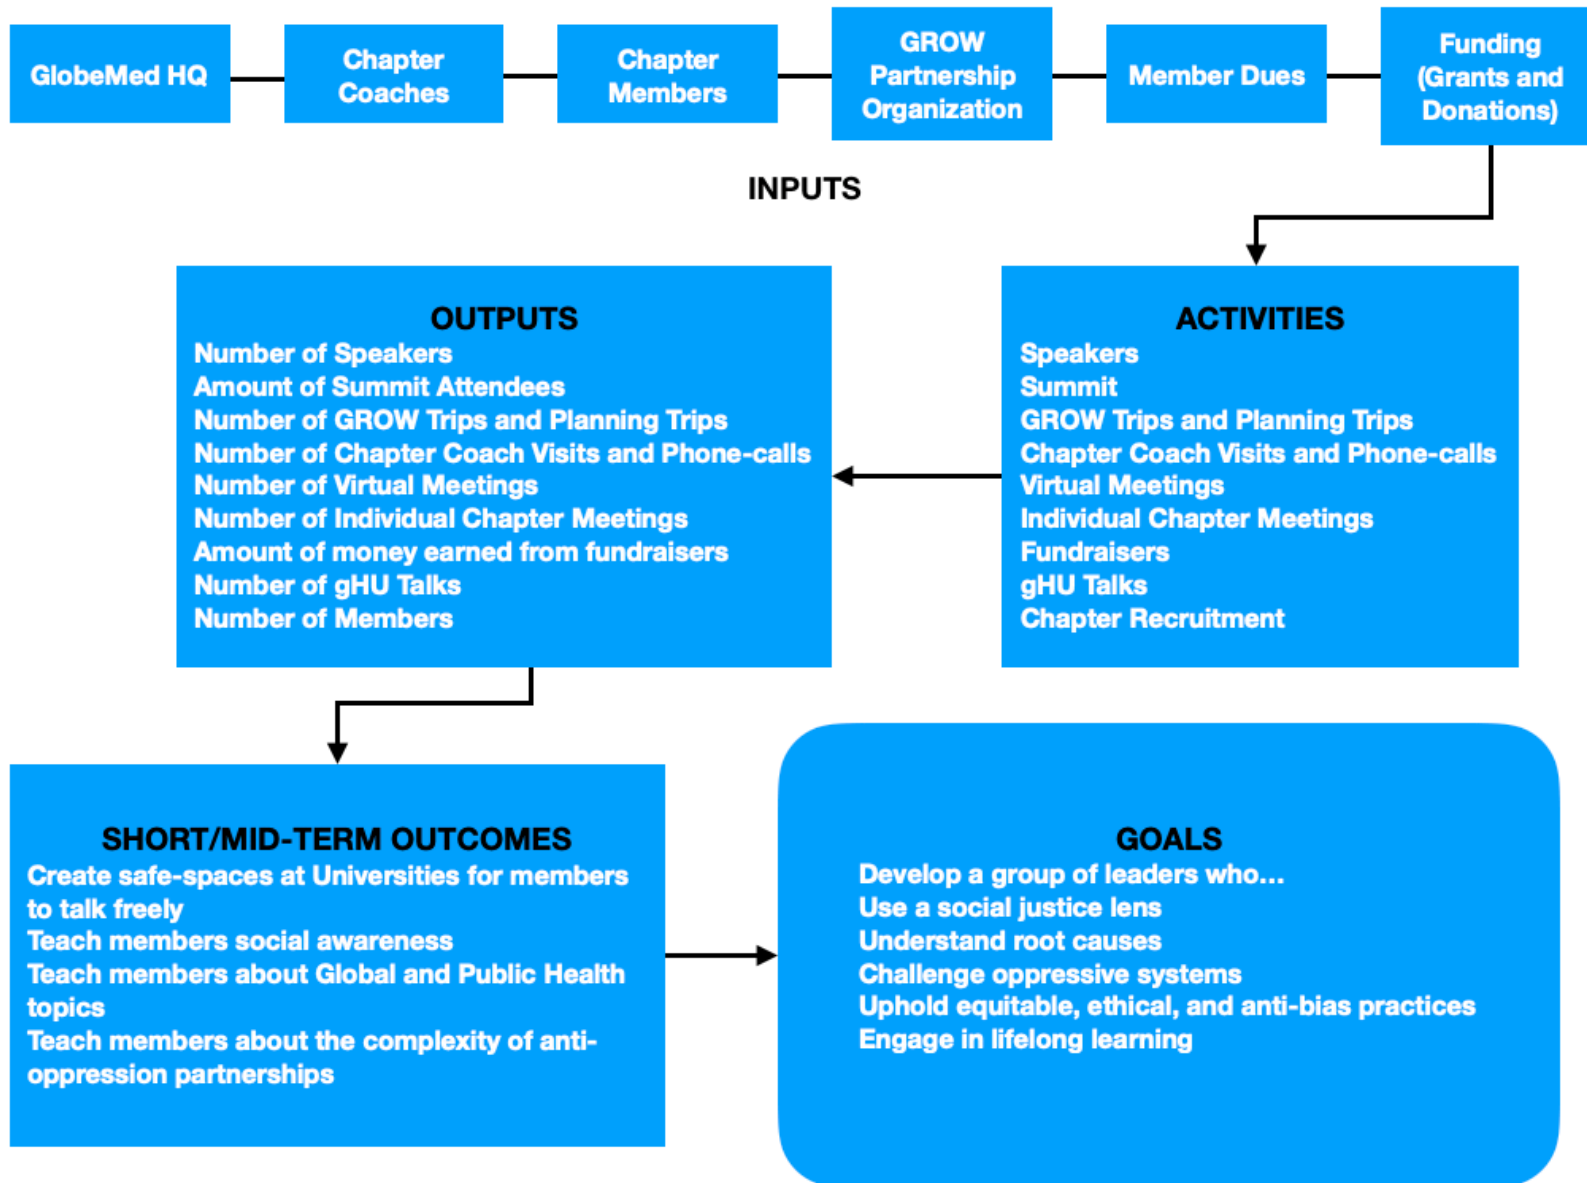 GlobeMed HQ
Chapter
Coaches
Chapter
Members
GROW
Partnership
Organization
Member Dues
Funding
(Grants and
Donations)
INPUTS
OUTPUTS
Number of Speakers
Amount of Summit Attendees
Number of GROW Trips and Planning Trips
Number of Chapter Coach Visits and Phone-calls
Number of Virtual Meetings
Number of Individual Chapter Meetings
Amount of money earned from fundraisers
Number of gHU Talks
Number of Members
ACTIVITIES
Speakers
Summit
GROW Trips and Planning Trips
Chapter Coach Visits and Phone-calls
Virtual Meetings
Individual Chapter Meetings
Fundraisers
gHU Talks
Chapter Recruitment
SHORT/MID-TERM OUTCOMES
Create safe-spaces at Universities for members
to talk freely
Teach members social awareness
Teach members about Global and Public Health
topics
Teach members about the complexity of anti-
oppression partnerships
GOALS
Develop a group of leaders who...
Use a social justice lens
Understand root causes
Challenge oppressive systems
Uphold equitable, ethical, and anti-bias practices
Engage in lifelong learning